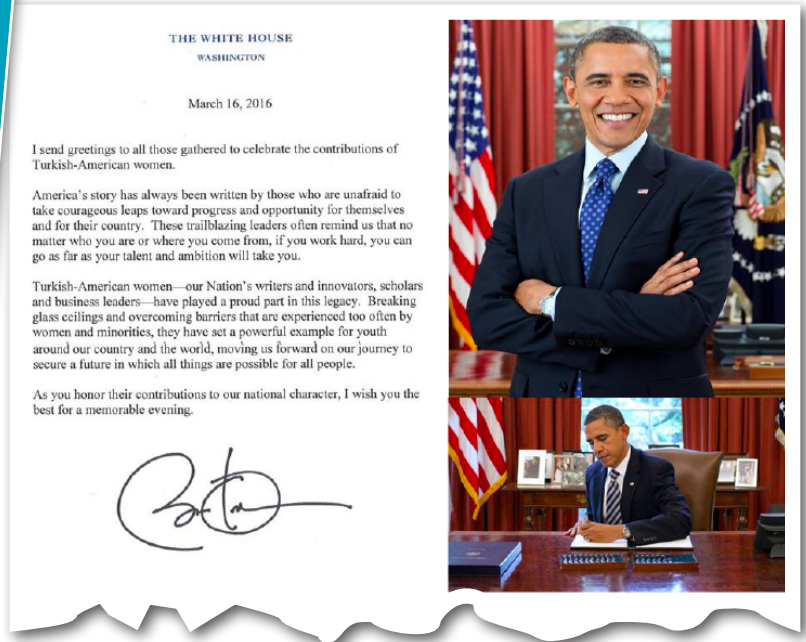 THE WHITE HOUSE
WASHINGTON
March 16, 2016
I send greetings to all those gathered to celebrate the contributions of
Turkish-American women.
America's story has always been written by those who are unafraid to
take courageous leaps toward progress and opportunity for themselves
and for their country.  These trailblazing leaders often remind us that no
matter who you are or where you come from, if you work hard, you can
go as far as your talent and ambition will take you.
Turkish-American women—our Nation's writers and innovators, scholars
and business leaders—have played a proud part in this legacy.  Breaking
glass ceilings and overcoming barriers that are experienced too often by
women and minorities, they have set a powerful example for youth
around our country and the world, moving us forward on our journey to
secure a future in which all things are possible for all people.
As you honor their contributions to our national character, I wish you the
best for a memorable evening.